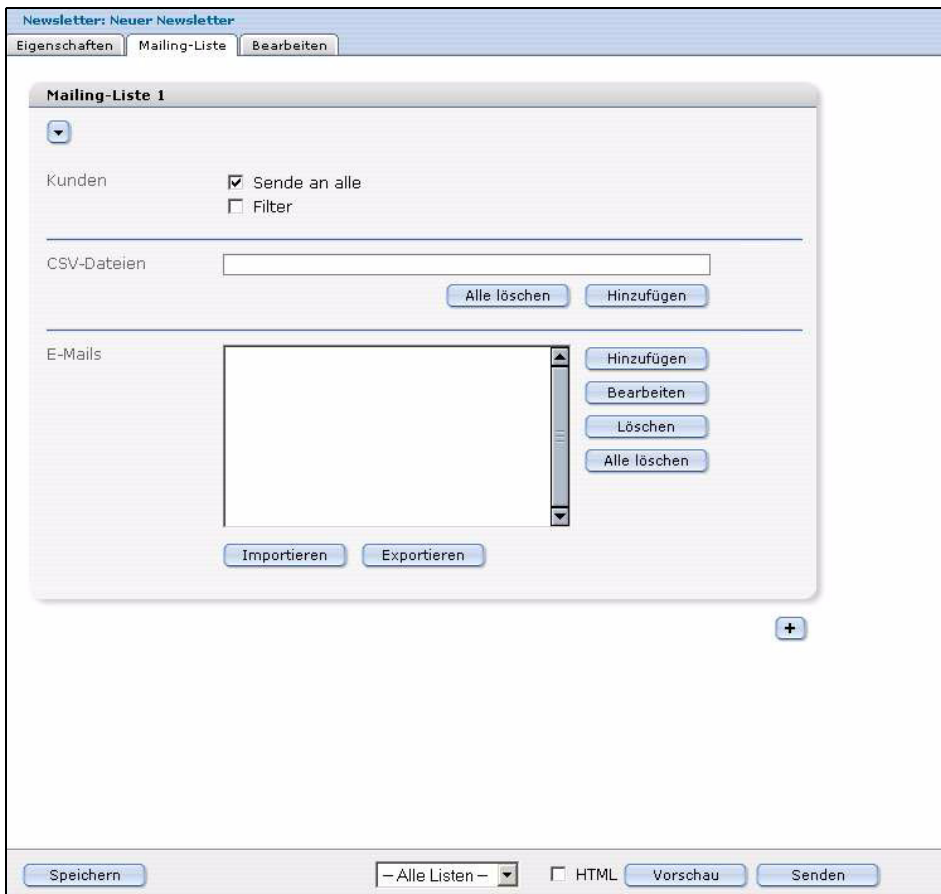 Newsletter: Neuer Newsletter
Eigenschaften Mailing-Liste Bearbeiten
Mailing-Liste 1
Kunden
Sende an alle
Filter
CSV-Dateien
Alle löschen Hinzufügen
E-Mails
Hinzufügen
Bearbeiten
Löschen
Alle löschen
Importieren Exportieren
+
Speichern – Alle Listen – HTML Vorschau Senden